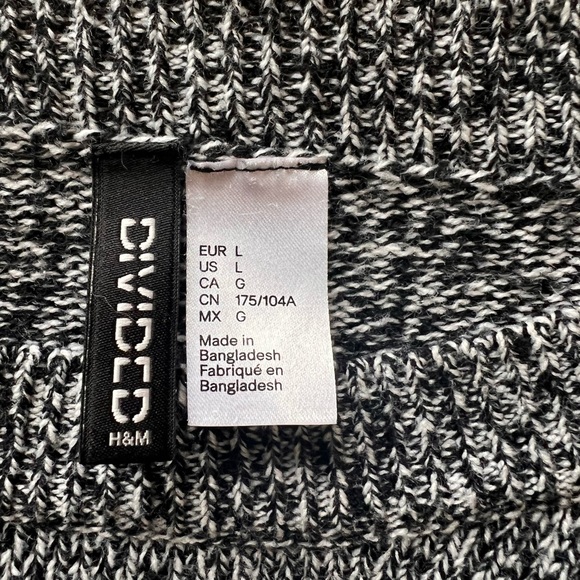 DIVIDED
H&M
EUR L
US L
CA G
CN 175/104A
MX G
Made in
Bangladesh
Fabriqué en
Bangladesh